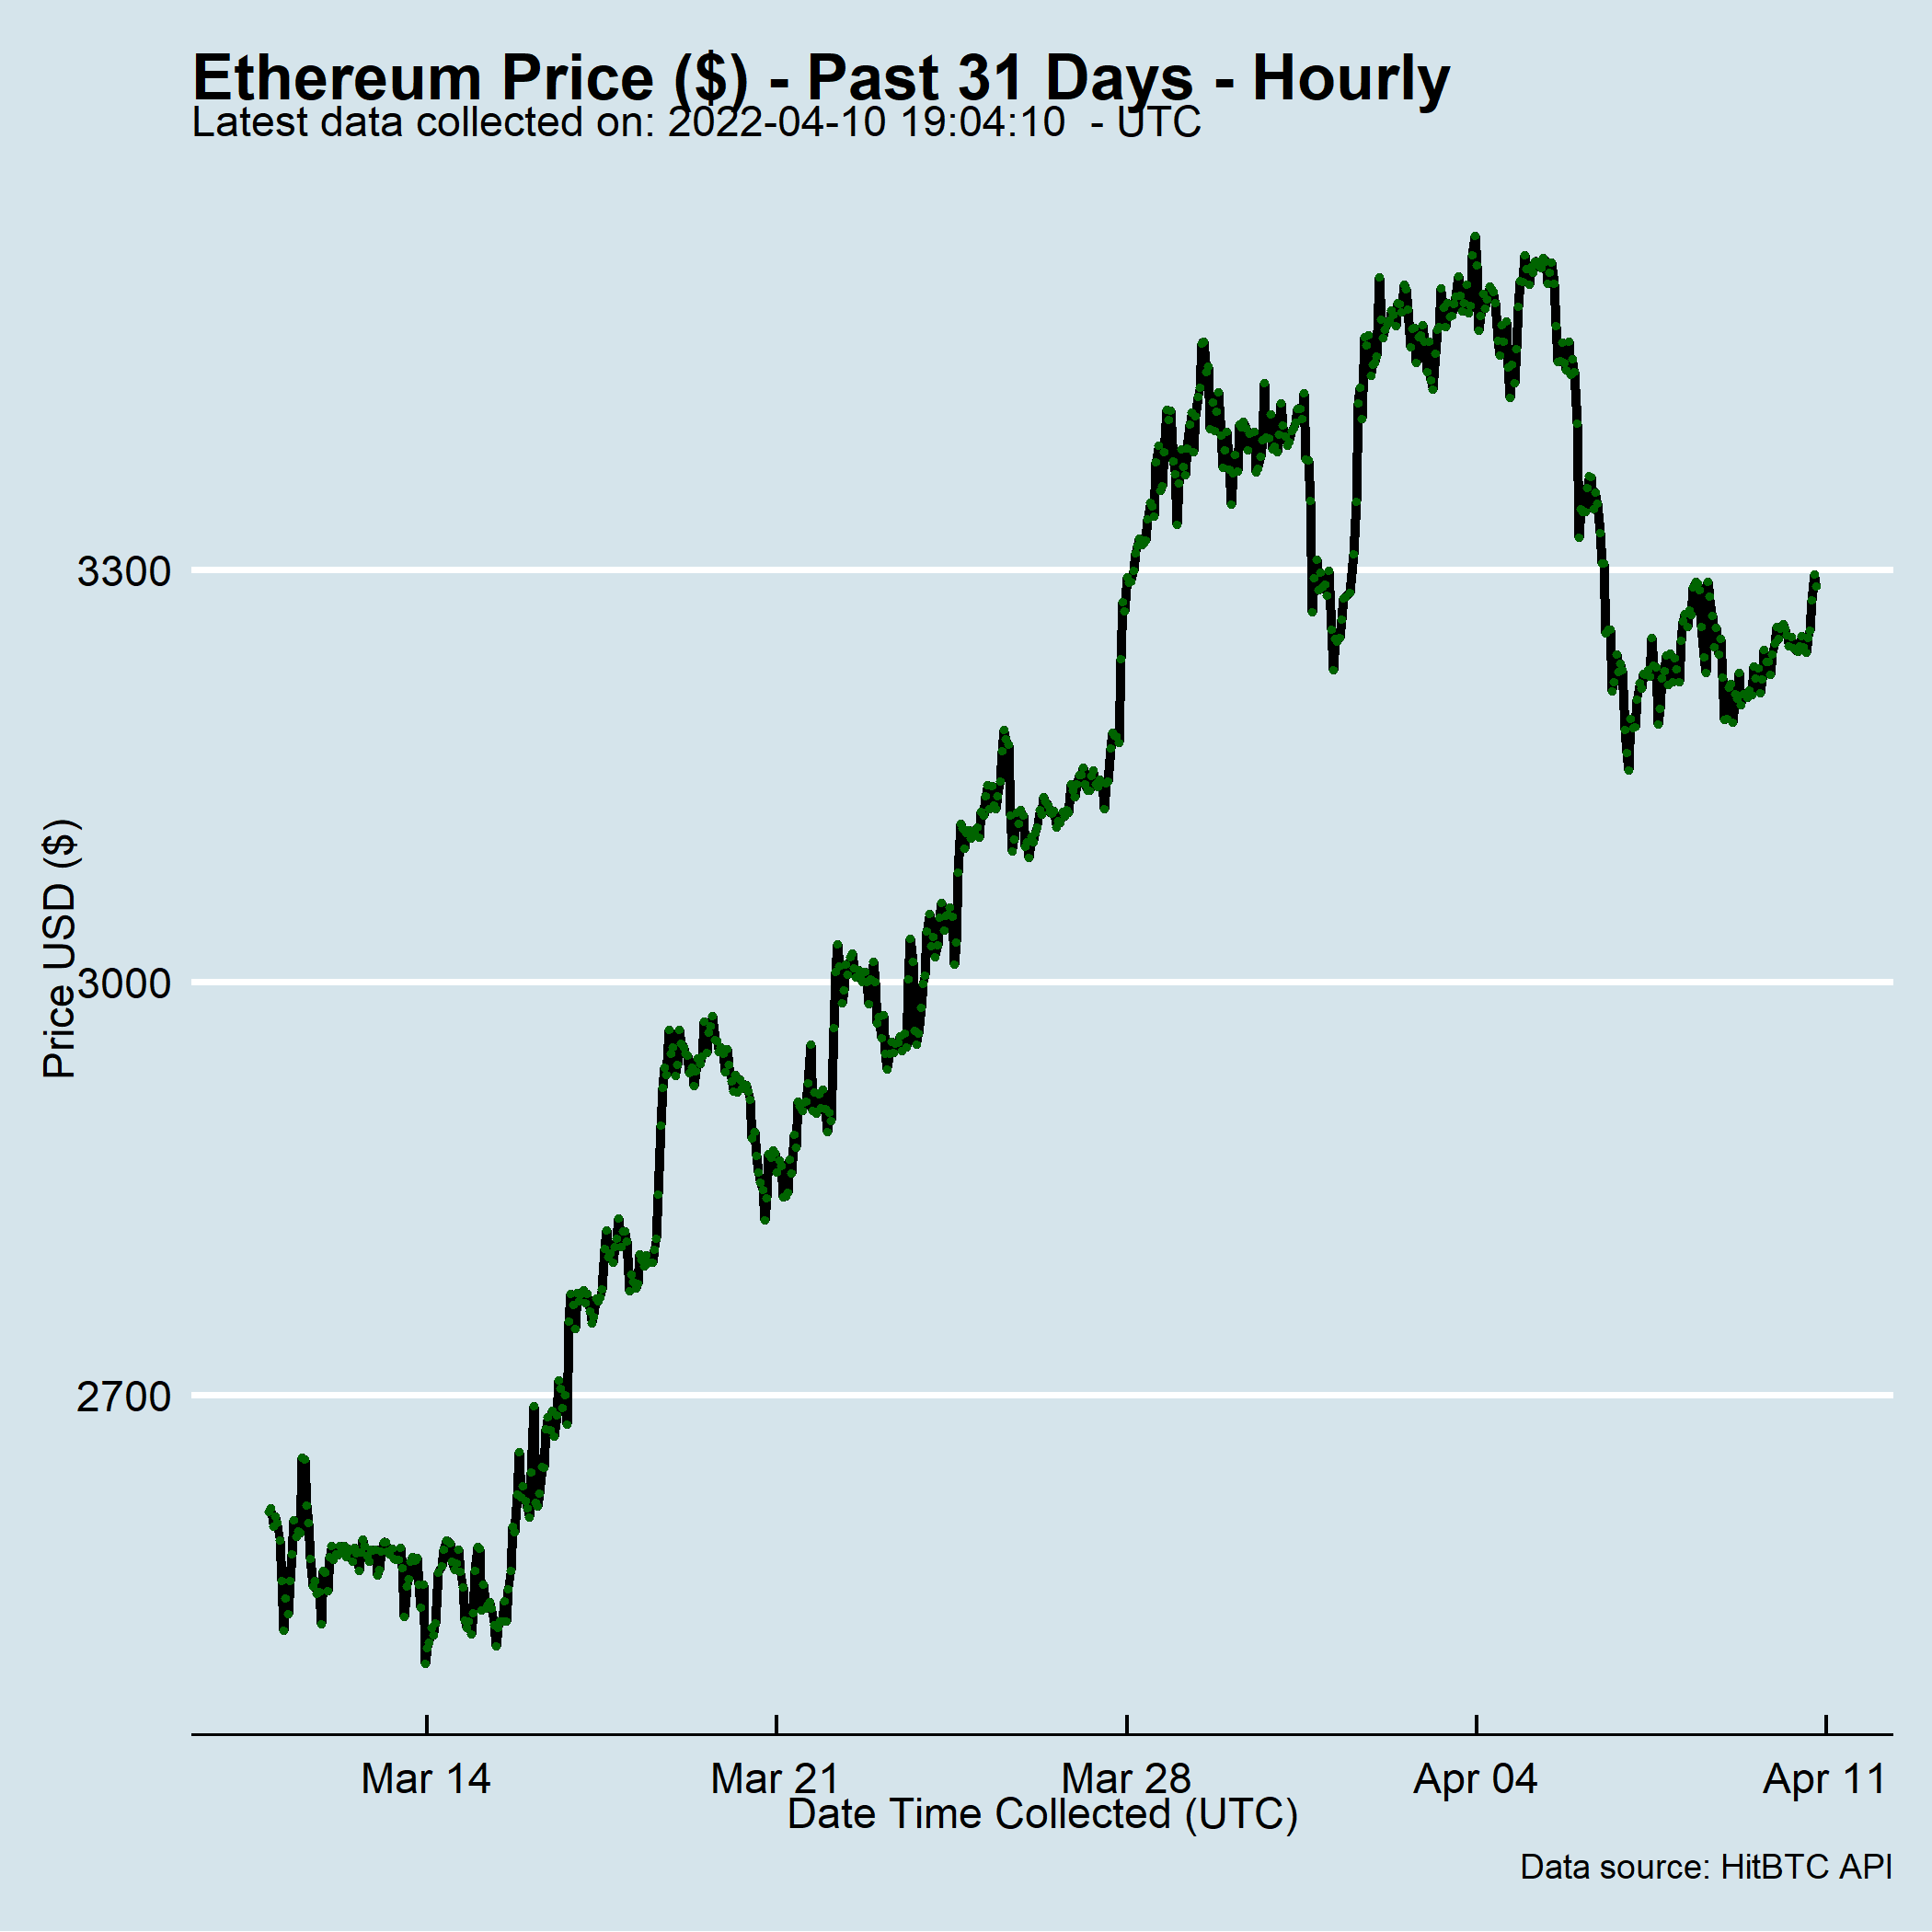 Ethereum Price ($) - Past 31 Days - Hourly
Latest data collected on: 2022-04-10 19:04:10  - UTC
Price USD ($)
3300
3000
2700
Mar 14
Mar 21
Mar 28
Apr 04
Apr 11
Date Time Collected (UTC)
Data source: HitBTC API